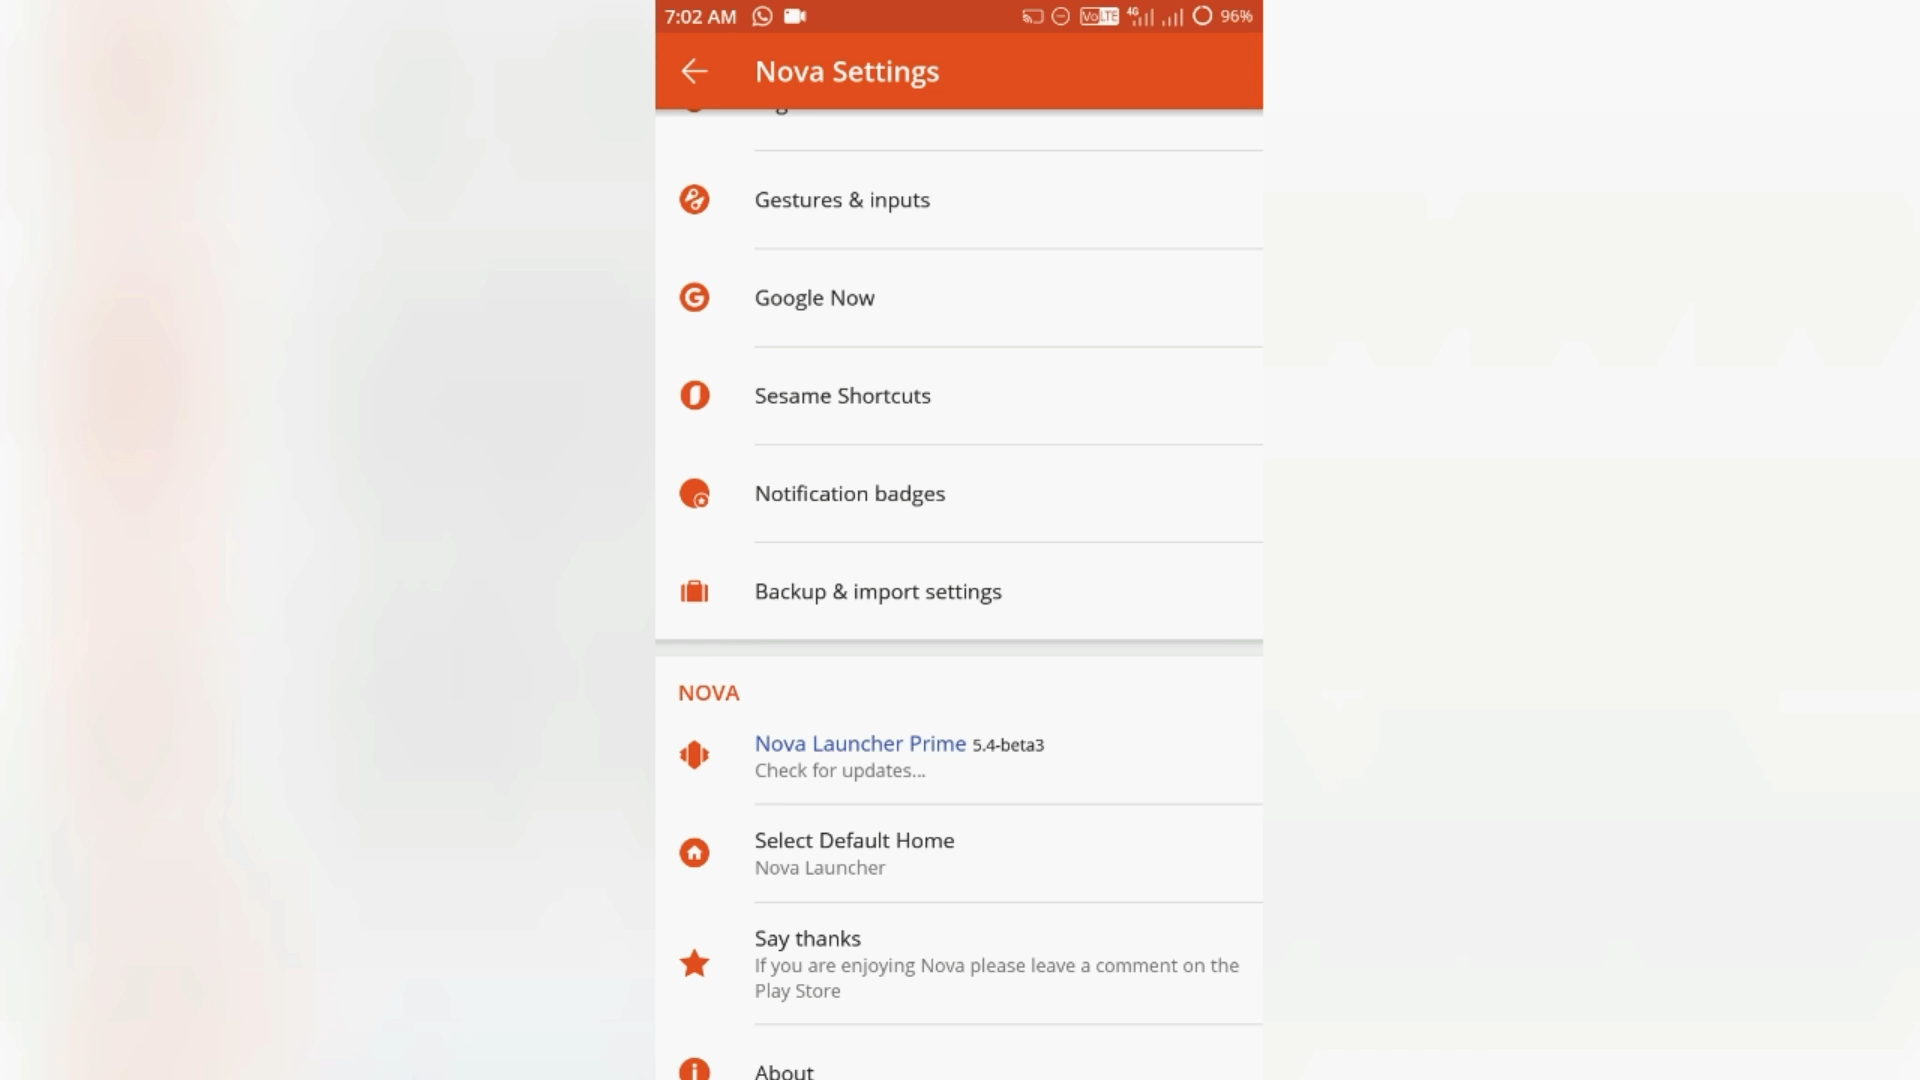 7:02 AM VoLTE 4G 96%
Nova Settings
Gestures & inputs
Google Now
Sesame Shortcuts
Notification badges
Backup & import settings
NOVA
Nova Launcher Prime 5.4-beta3
Check for updates...
Select Default Home
Nova Launcher
Say thanks
If you are enjoying Nova please leave a comment on the
Play Store
About